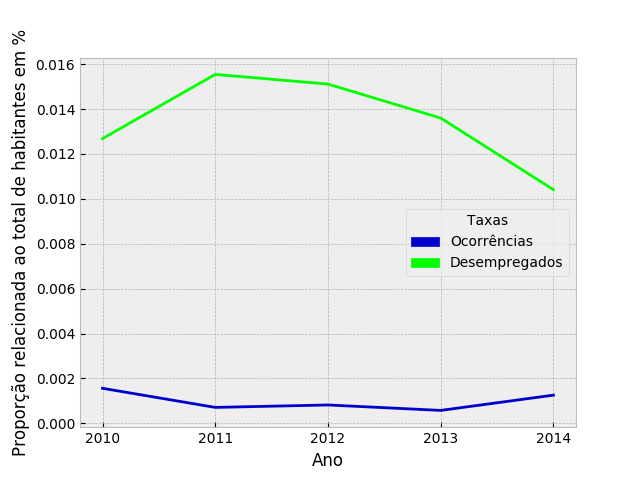 Proporção relacionada ao total de habitantes em %
0.016
0.014
0.012
0.010
0.008
0.006
0.004
0.002
0.000
Taxas
Ocorrências
Desempregados
2010 2011 2012 2013 2014
Ano